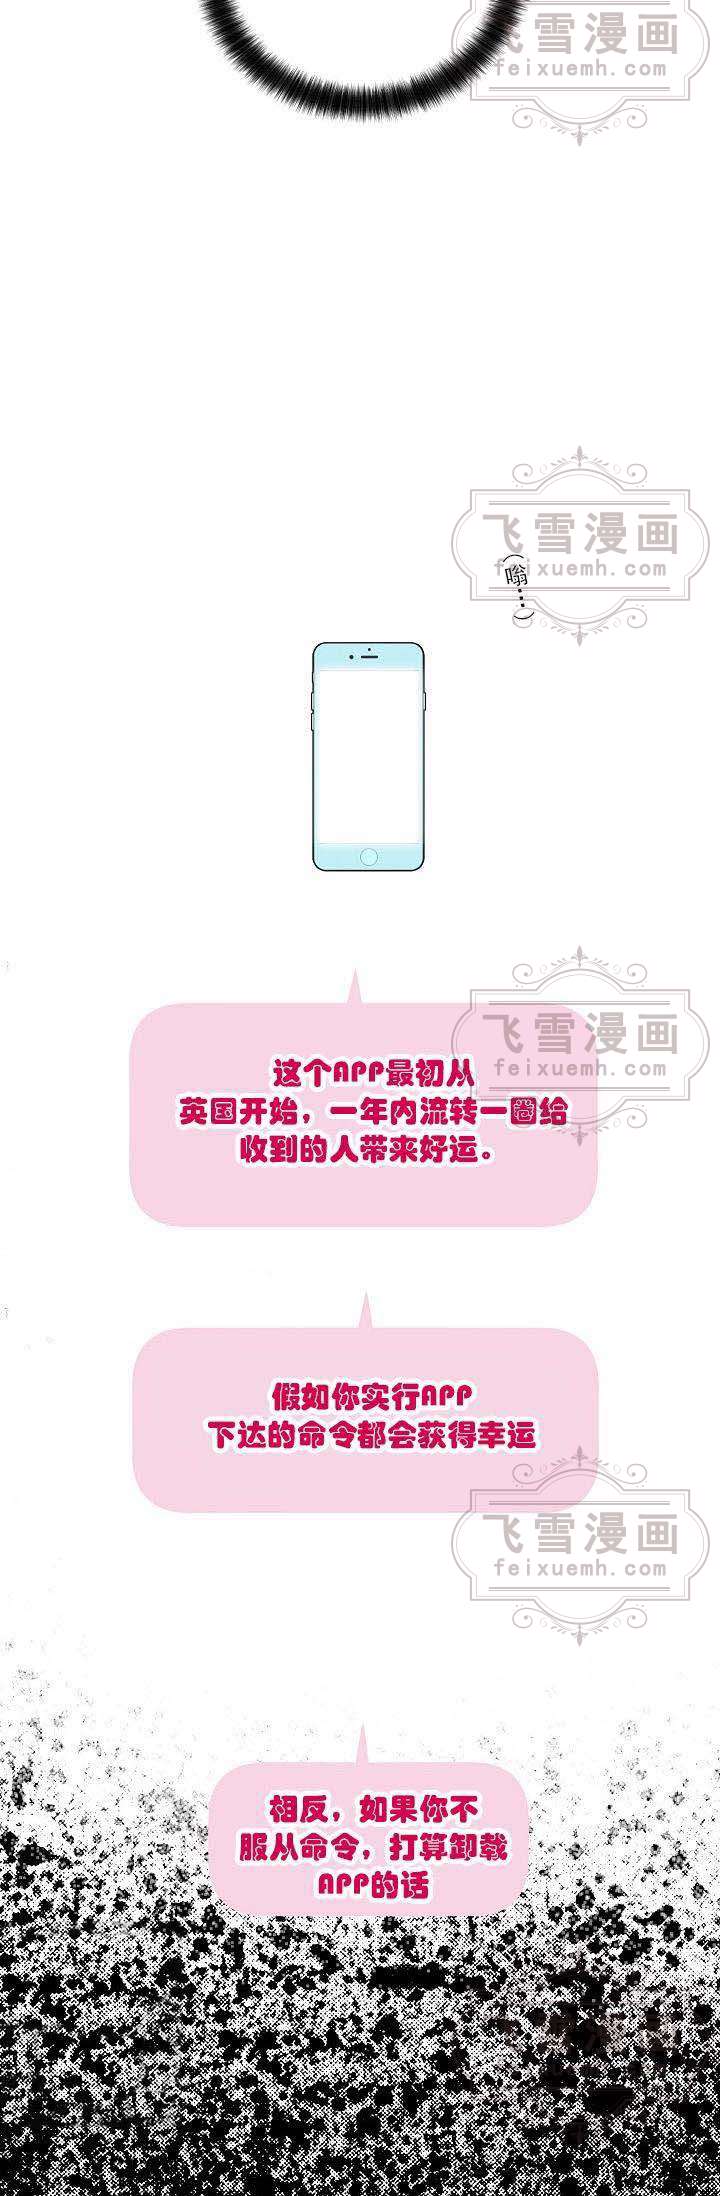 飞雪漫画
feixuemh.com
飞雪漫画
feixuemh.com
(嗡……)
飞雪漫画
feixuemh.com
这个APP最初从
英国开始，一年内流转一圈给
收到的人带来好运。
假如你实行APP
下达的命令都会获得幸运
飞雪漫画
feixuemh.com
相反，如果你不
服从命令，打算卸载
APP的话